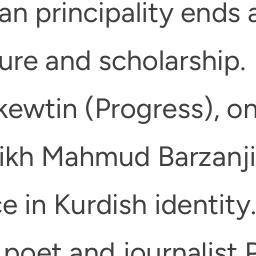 an principality ends a
ure and scholarship.
kewtin (Progress), on
ikh Mahmud Barzanji
ce in Kurdish identity.
poet and journalist P